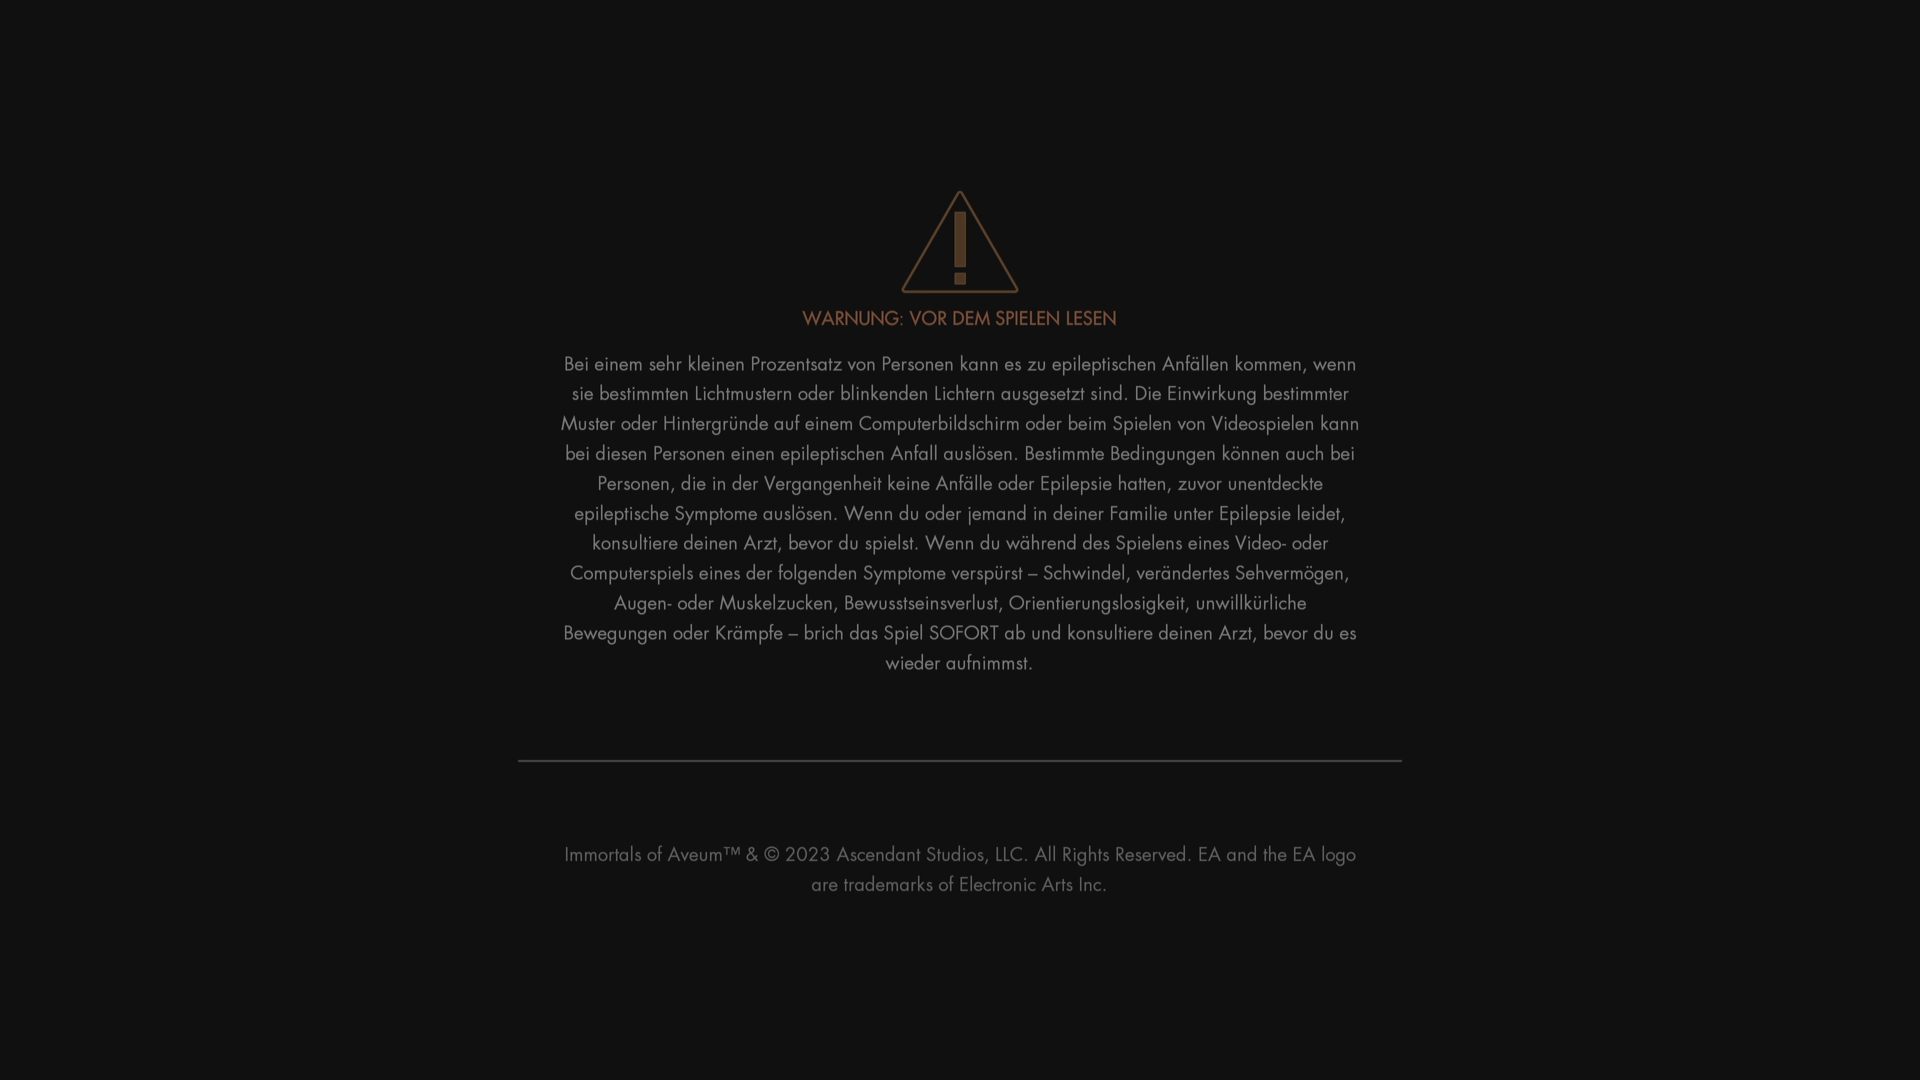 WARNUNG: VOR DEM SPIELEN LESEN
Bei einem sehr kleinen Prozentsatz von Personen kann es zu epileptischen Anfällen kommen, wenn
sie bestimmten Lichtmustern oder blinkenden Lichtern ausgesetzt sind. Die Einwirkung bestimmter
Muster oder Hintergründe auf einem Computerbildschirm oder beim Spielen von Videospielen kann
bei diesen Personen einen epileptischen Anfall auslösen. Bestimmte Bedingungen können auch bei
Personen, die in der Vergangenheit keine Anfälle oder Epilepsie hatten, zuvor unentdeckte
epileptische Symptome auslösen. Wenn du oder jemand in deiner Familie unter Epilepsie leidet,
konsultiere deinen Arzt, bevor du spielst. Wenn du während des Spielens eines Video- oder
Computerspiels eines der folgenden Symptome verspürst – Schwindel, verändertes Sehvermögen,
Augen- oder Muskelzucken, Bewusstseinsverlust, Orientierungslosigkeit, unwillkürliche
Bewegungen oder Krämpfe – brich das Spiel SOFORT ab und konsultiere deinen Arzt, bevor du es
wieder aufnimmst.
Immortals of Aveum™ & © 2023 Ascendant Studios, LLC. All Rights Reserved. EA and the EA logo
are trademarks of Electronic Arts Inc.